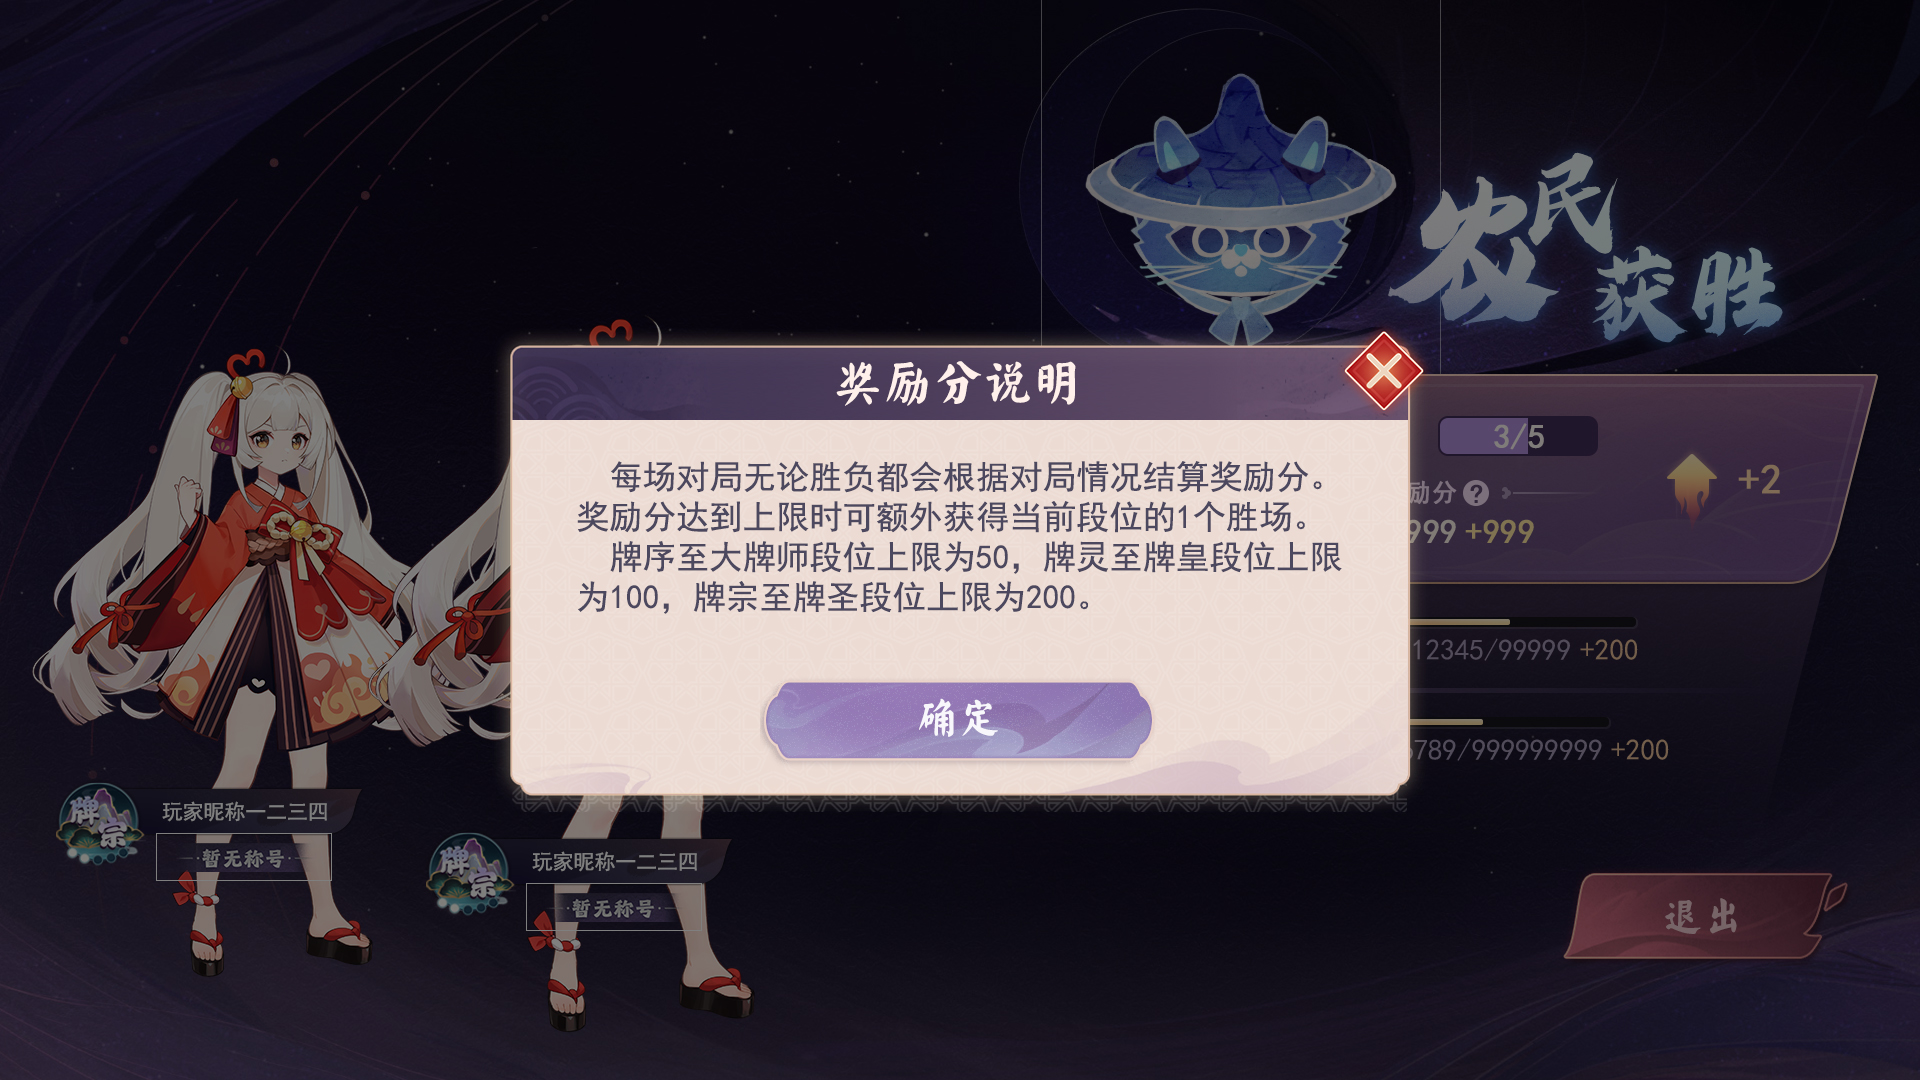 农民
获胜
奖励分说明
每场对局无论胜负都会根据对局情况结算奖励分。
奖励分达到上限时可额外获得当前段位的1个胜场。
牌序至大牌师段位上限为50，牌灵至牌皇段位上限
为100，牌宗至牌圣段位上限为200。
确定
3/5
励分?
+2
999 +999
12345/99999 +200
789/999999999 +200
牌宗
玩家昵称一二三四
暂无称号
牌宗
玩家昵称一二三四
暂无称号
退出